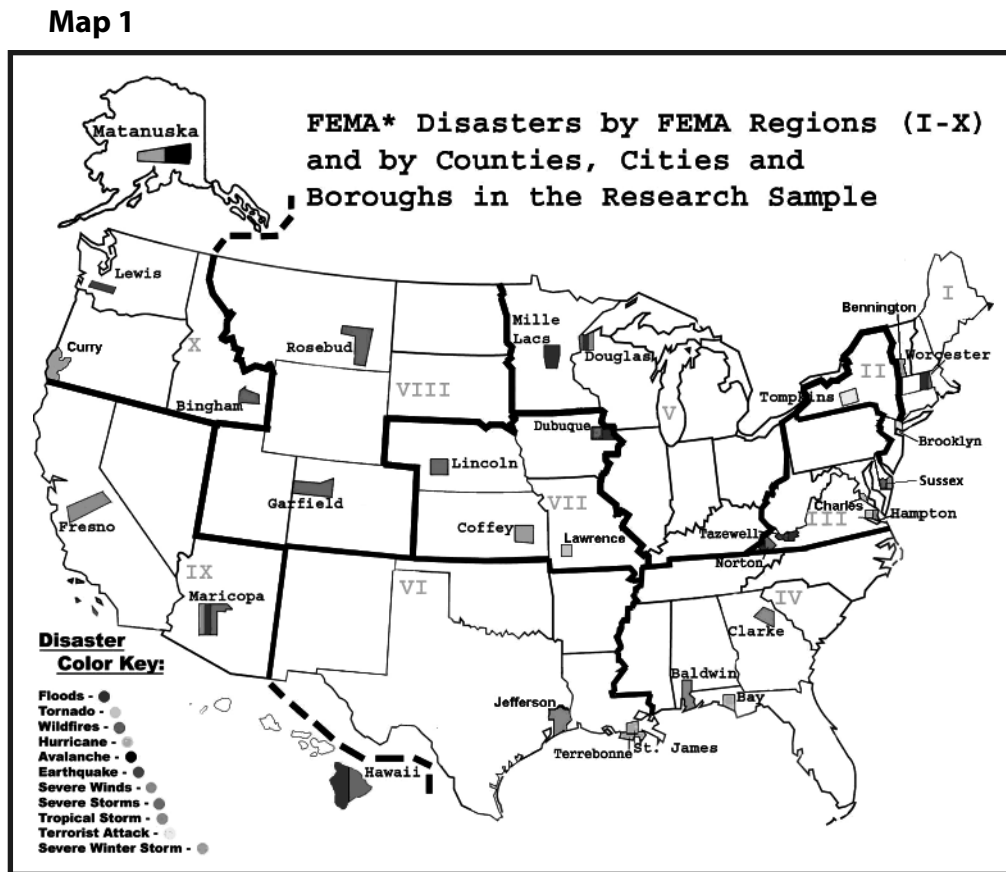 Map 1
FEMA* Disasters by FEMA Regions (I-X)
and by Counties, Cities and
Boroughs in the Research Sample
Matanuska
Lewis
Curry
X
Bingham
Rosebud
VIII
Mille
Lacs
Douglas
V
Bennington
I
Worcester
II
Tompkins
Brooklyn
Dubuque
Lincoln
Garfield
Coffey
VII
Lawrence
Sussex
Charles
III
Hampton
Tazewell
Norton
Fresno
IX
Maricopa
VI
IV
Clarke
Baldwin
Bay
Jefferson
Terrebonne
St. James
Hawaii
Disaster
Color Key:
Floods -
Tornado -
Wildfires -
Hurricane -
Avalanche -
Earthquake -
Severe Winds -
Severe Storms -
Tropical Storm -
Terrorist Attack -
Severe Winter Storm -